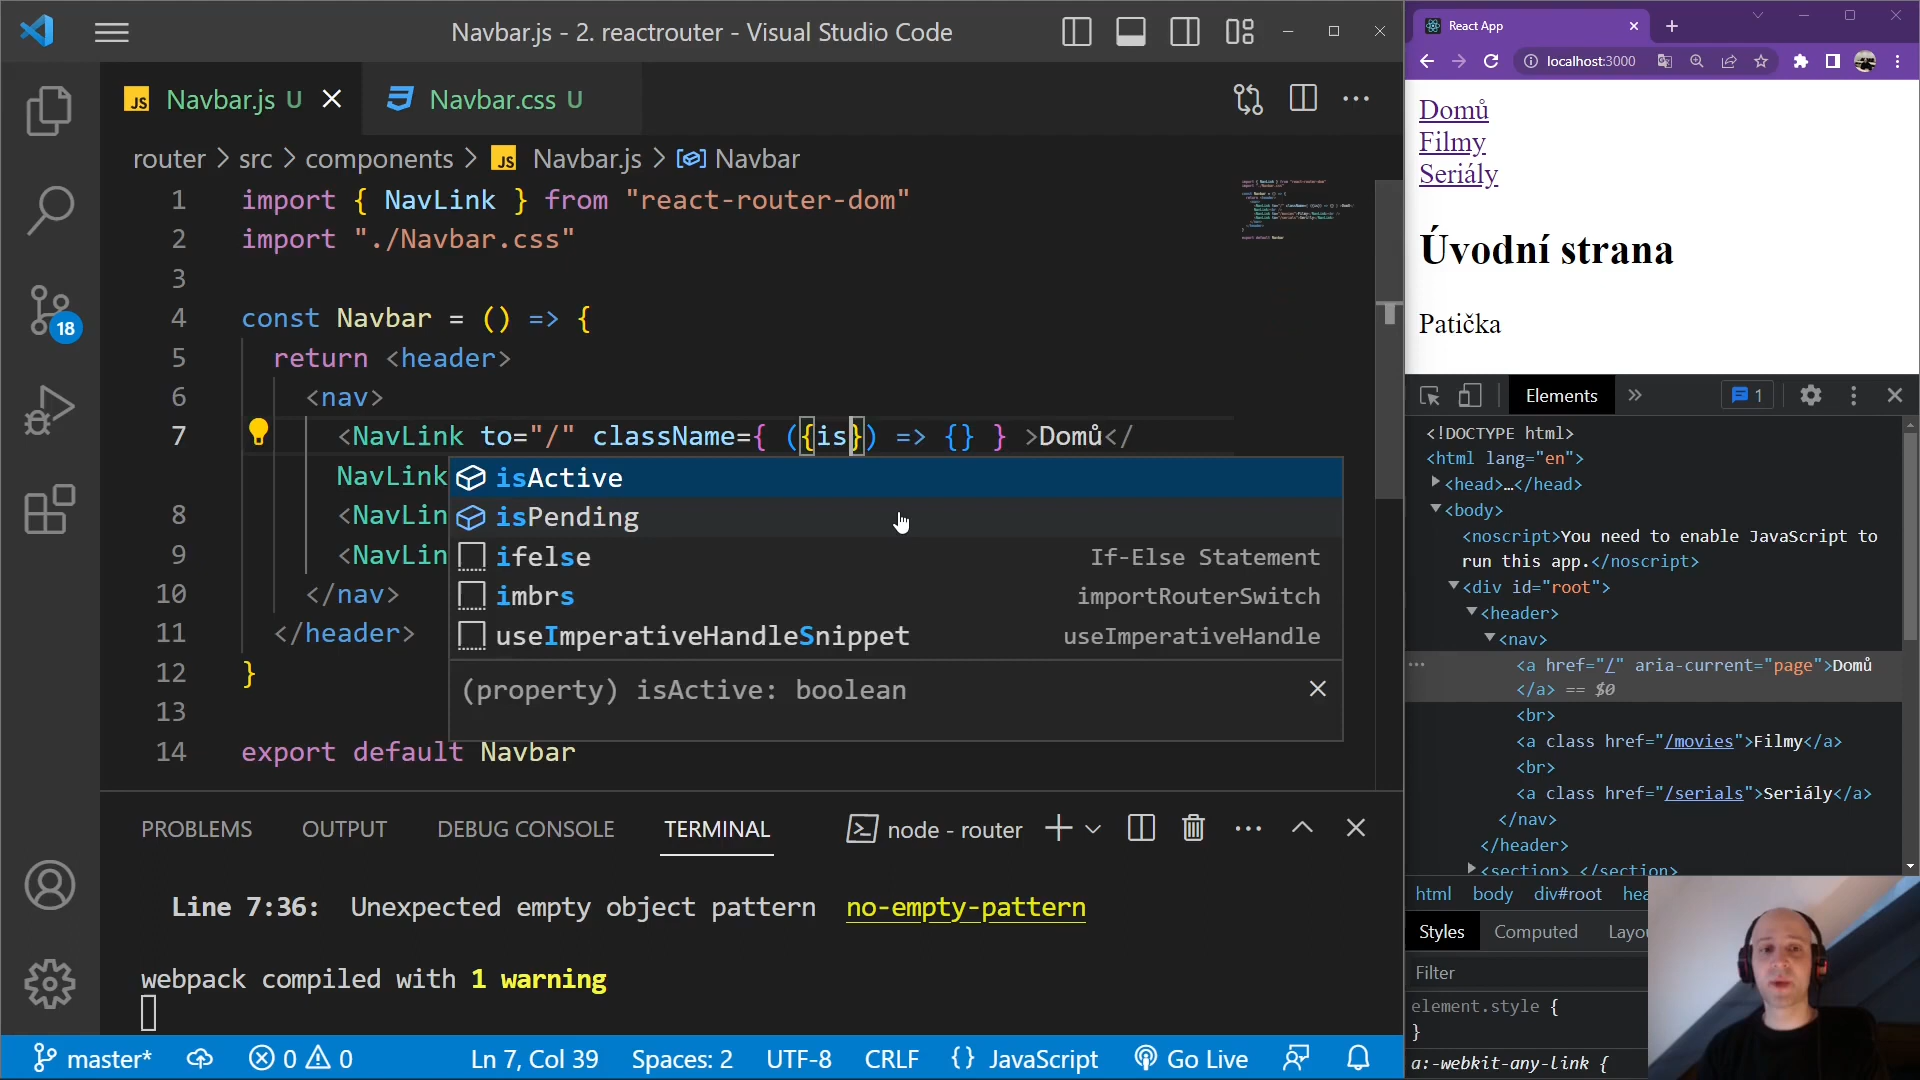 Navbar.js - 2. reactrouter - Visual Studio Code
Navbar.js U
Navbar.css U
router > src > components > JS Navbar.js > Navbar
1 import { NavLink } from "react-router-dom"
2 import "./Navbar.css"
3
4 const Navbar = () => {
5 return <header>
6 <nav>
7 <NavLink to="/" className={ ({is}) => {} } >Domů</
NavLink
8 <NavLin
9 <NavLin
10 </nav>
11 </header>
12 }
13
14 export default Navbar
isActive
isPending
ifelse If-Else Statement
imbrs importRouterSwitch
useImperativeHandleSnippet useImperativeHandle
(property) isActive: boolean
18
PROBLEMS OUTPUT DEBUG CONSOLE TERMINAL node - router
Line 7:36: Unexpected empty object pattern no-empty-pattern
webpack compiled with 1 warning
master* 0 0 Ln 7, Col 39 Spaces: 2 UTF-8 CRLF {} JavaScript Go Live
React App
localhost:3000
Domů
Filmy
Seriály
Úvodní strana
Patička
Elements » 1
<!DOCTYPE html>
<html lang="en">
<head>…</head>
<body>
<noscript>You need to enable JavaScript to
run this app.</noscript>
<div id="root">
<header>
<nav>
<a href="/" aria-current="page">Domů
</a> == $0
<br>
<a class href="/movies">Filmy</a>
<br>
<a class href="/serials">Seriály</a>
</nav>
</header>
<section> </section>
html body div#root hea
Styles Computed Layou
Filter
element.style {
}
a:-webkit-any-link {